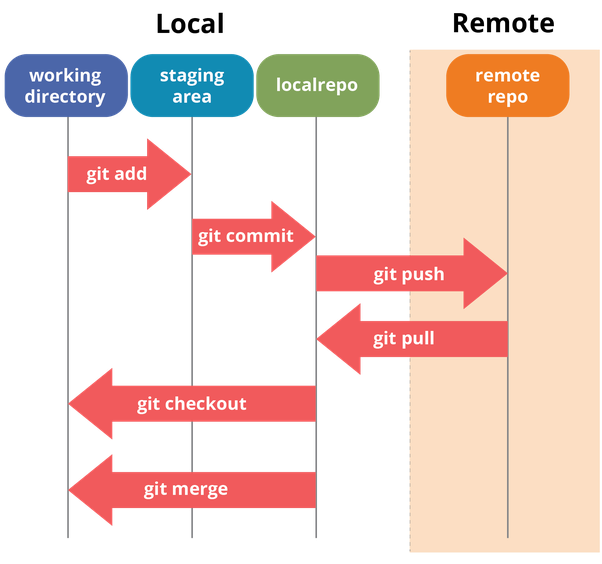 Local
Remote
working
directory
staging
area
localrepo
remote
repo
git add
git commit
git push
git pull
git checkout
git merge